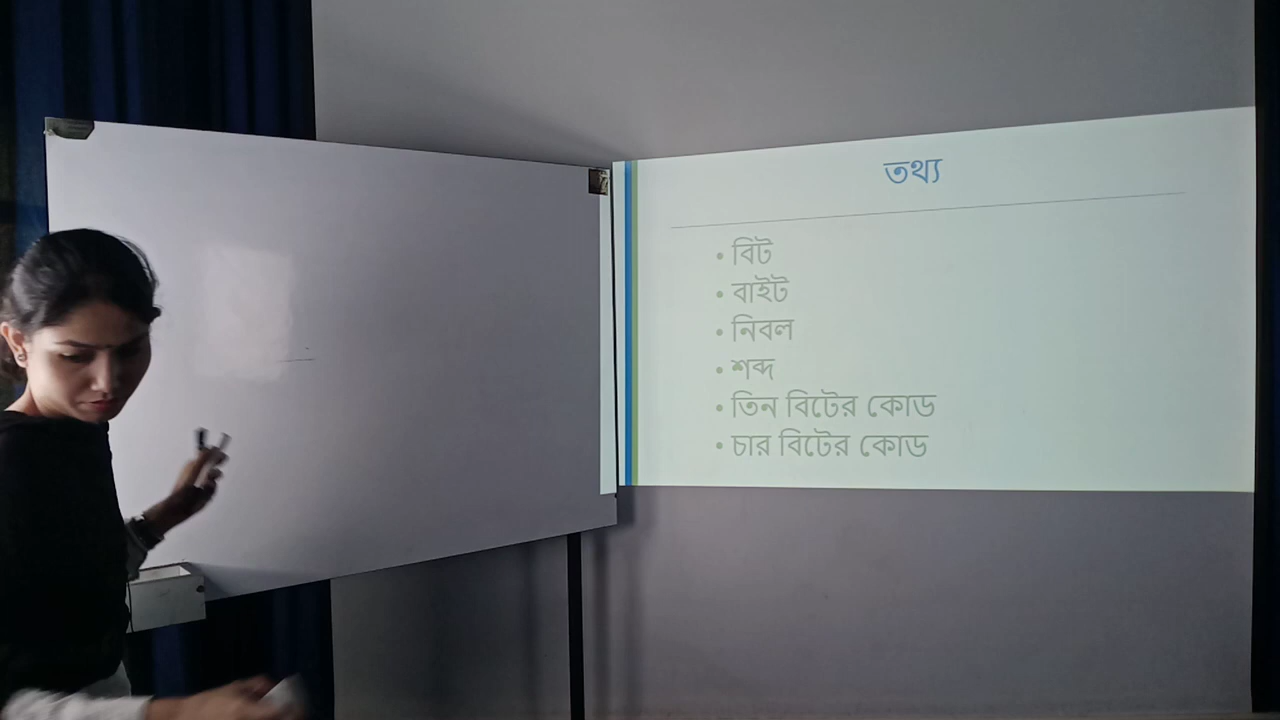 তথ্য
• বিট
• বাইট
• নিবল
• শব্দ
• তিন বিটের কোড
• চার বিটের কোড